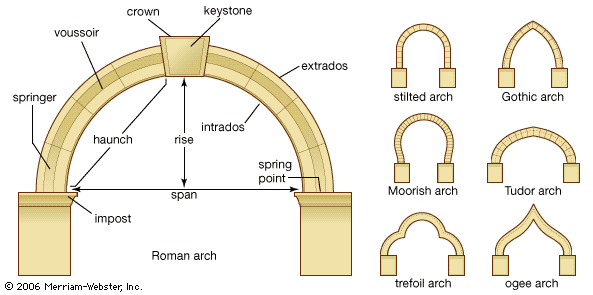 crown
keystone
voussoir
extrados
springer
haunch
rise
intrados
spring
point
span
impost
Roman arch
stilted arch
Gothic arch
Moorish arch
Tudor arch
trefoil arch
ogee arch
© 2006 Merriam-Webster, Inc.